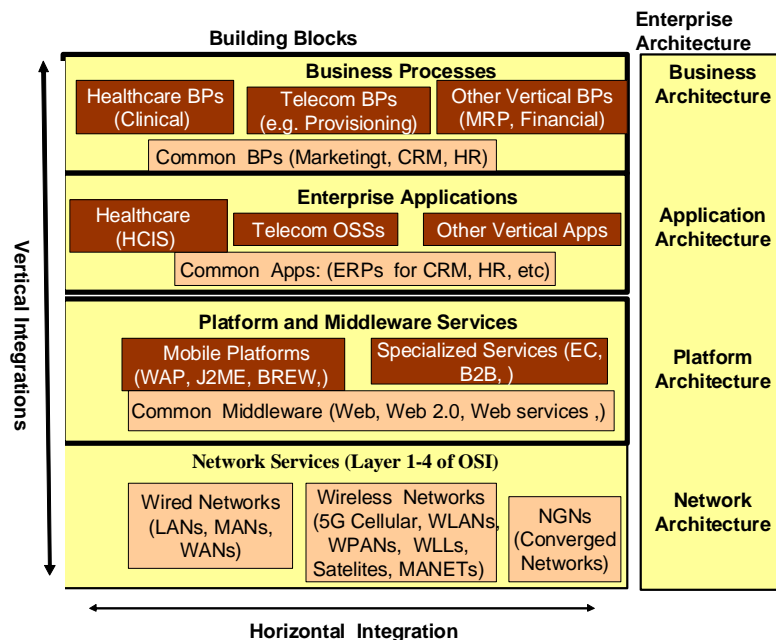 Building Blocks
Enterprise
Architecture
Business Processes
Healthcare BPs
(Clinical)
Telecom BPs
(e.g. Provisioning)
Other Vertical BPs
(MRP, Financial)
Common BPs (Marketingt, CRM, HR)
Business
Architecture
Enterprise Applications
Healthcare
(HCIS)
Telecom OSSs
Other Vertical Apps
Common Apps: (ERPs for CRM, HR, etc)
Application
Architecture
Platform and Middleware Services
Mobile Platforms
(WAP, J2ME, BREW,)
Specialized Services (EC,
B2B, )
Common Middleware (Web, Web 2.0, Web services ,)
Platform
Architecture
Network Services (Layer 1-4 of OSI)
Wired Networks
(LANs, MANs,
WANs)
Wireless Networks
(5G Cellular, WLANs,
WPANs, WLLs,
Satelites, MANETs)
NGNs
(Converged
Networks)
Network
Architecture
Vertical Integrations
Horizontal Integration